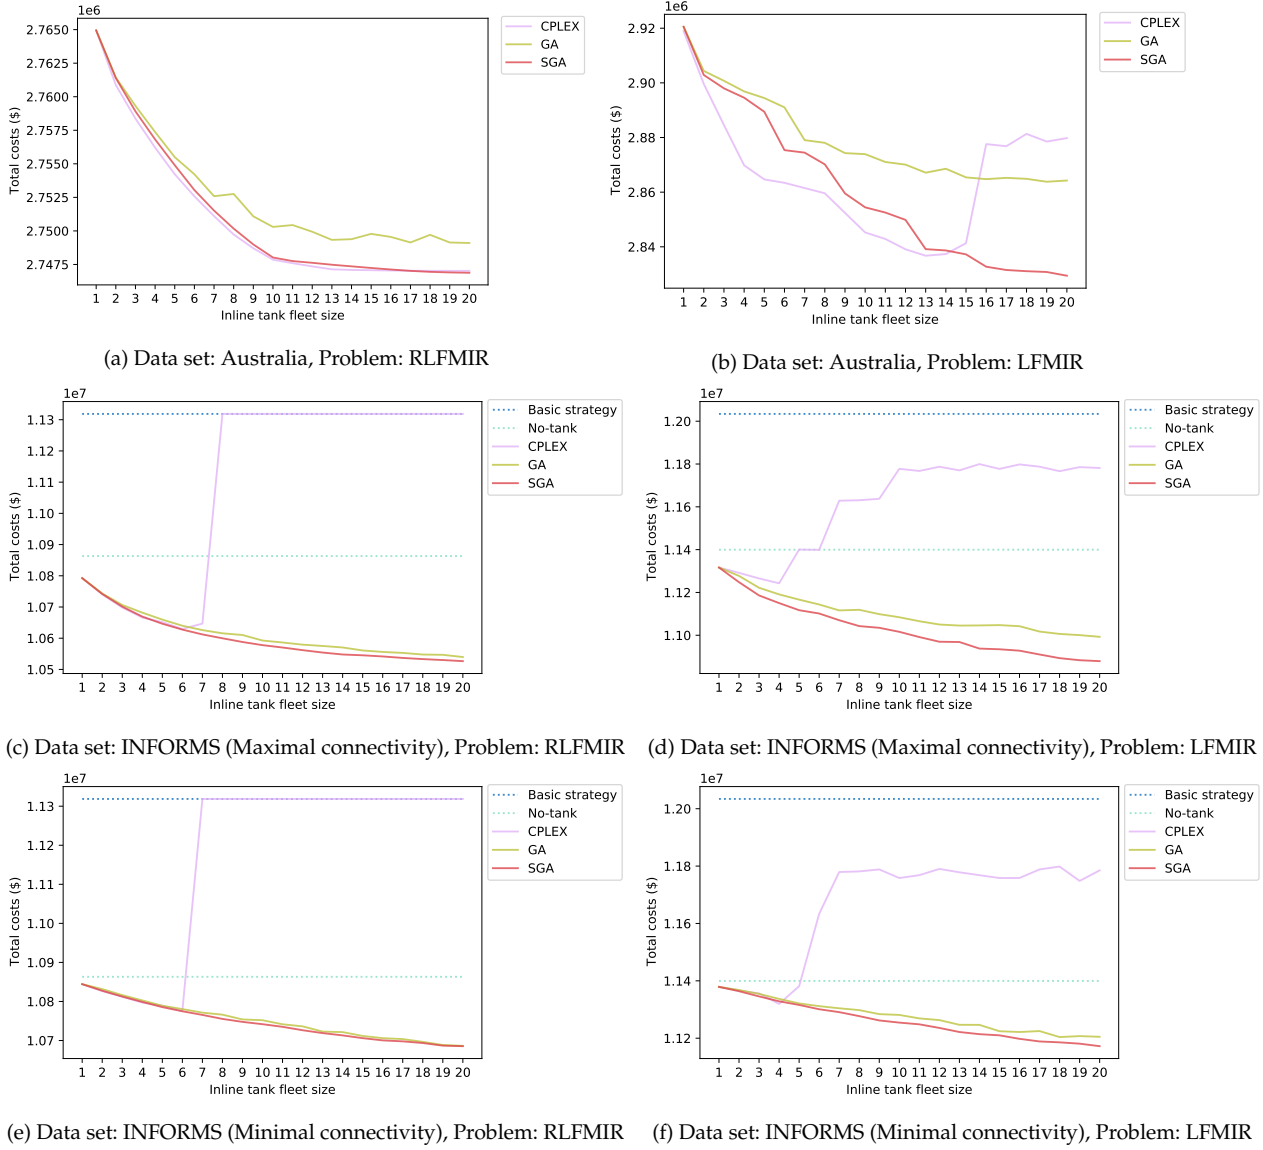 1e6
CPLEX
GA
SGA
2.7650
2.7625
2.7600
2.7575
2.7550
2.7525
2.7500
2.7475
Total costs ($)
1 2 3 4 5 6 7 8 9 10 11 12 13 14 15 16 17 18 19 20
Inline tank fleet size
(a) Data set: Australia, Problem: RLFMIR
1e6
CPLEX
GA
SGA
2.92
2.90
2.88
2.86
2.84
Total costs ($)
1 2 3 4 5 6 7 8 9 10 11 12 13 14 15 16 17 18 19 20
Inline tank fleet size
(b) Data set: Australia, Problem: LFMIR
1e7
Basic strategy
No-tank
CPLEX
GA
SGA
1.13
1.12
1.11
1.10
1.09
1.08
1.07
1.06
1.05
Total costs ($)
1 2 3 4 5 6 7 8 9 10 11 12 13 14 15 16 17 18 19 20
Inline tank fleet size
(c) Data set: INFORMS (Maximal connectivity), Problem: RLFMIR
1e7
Basic strategy
No-tank
CPLEX
GA
SGA
1.20
1.18
1.16
1.14
1.12
1.10
Total costs ($)
1 2 3 4 5 6 7 8 9 10 11 12 13 14 15 16 17 18 19 20
Inline tank fleet size
(d) Data set: INFORMS (Maximal connectivity), Problem: LFMIR
1e7
Basic strategy
No-tank
CPLEX
GA
SGA
1.13
1.12
1.11
1.10
1.09
1.08
1.07
Total costs ($)
1 2 3 4 5 6 7 8 9 10 11 12 13 14 15 16 17 18 19 20
Inline tank fleet size
(e) Data set: INFORMS (Minimal connectivity), Problem: RLFMIR
1e7
Basic strategy
No-tank
CPLEX
GA
SGA
1.20
1.18
1.16
1.14
1.12
Total costs ($)
1 2 3 4 5 6 7 8 9 10 11 12 13 14 15 16 17 18 19 20
Inline tank fleet size
(f) Data set: INFORMS (Minimal connectivity), Problem: LFMIR